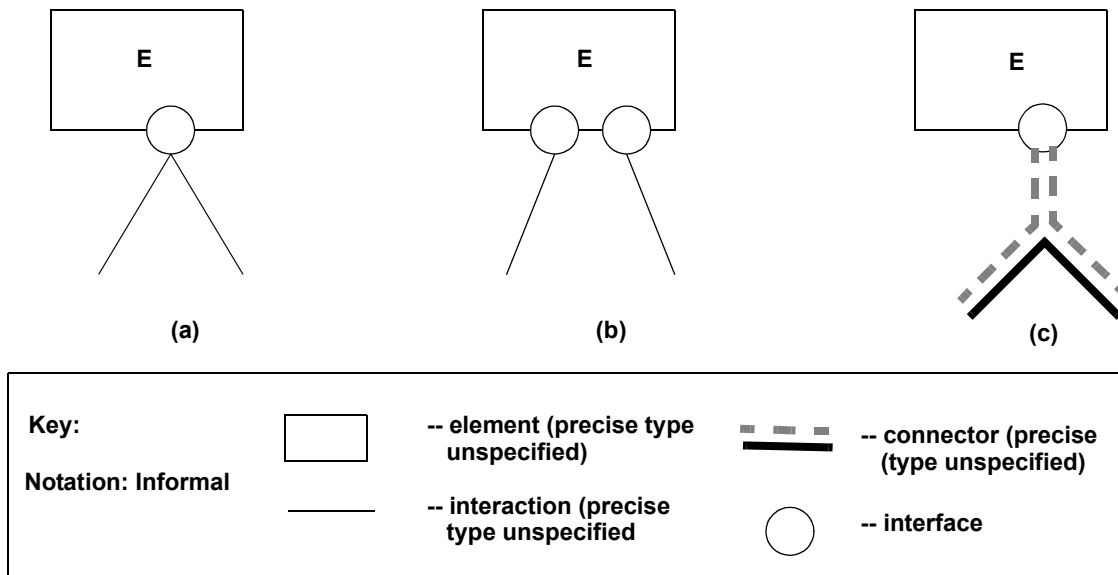 E
E
E
(a)
(b)
(c)
Key:
Notation: Informal
-- element (precise type
unspecified)
-- interaction (precise
type unspecified
-- connector (precise
(type unspecified)
-- interface